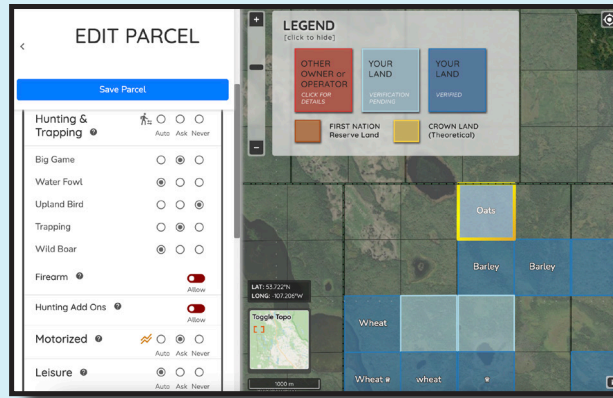 EDIT PARCEL
Save Parcel
Hunting &
Trapping
Auto Ask Never
Big Game
Water Fowl
Upland Bird
Trapping
Wild Boar
Firearm
Allow
Hunting Add Ons
Allow
Motorized
Auto Ask Never
Leisure
Auto Ask Never
LEGEND
[click to hide]
OTHER
OWNER or
OPERATOR
CLICK FOR
DETAILS
YOUR
LAND
VERIFICATION
PENDING
YOUR
LAND
VERIFIED
FIRST NATION
Reserve Land
CROWN LAND
(Theoretical)
Oats
Barley Barley
LAT: 53.722°N
LONG: -107.206°W
Toggle Topo
Wheat
Wheat wheat
1000 m